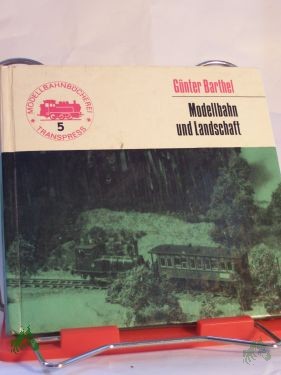 Günter Barthel
Modellbahn
und Landschaft
MODELLBAHNBÜCHEREI
5
TRANSPRESS